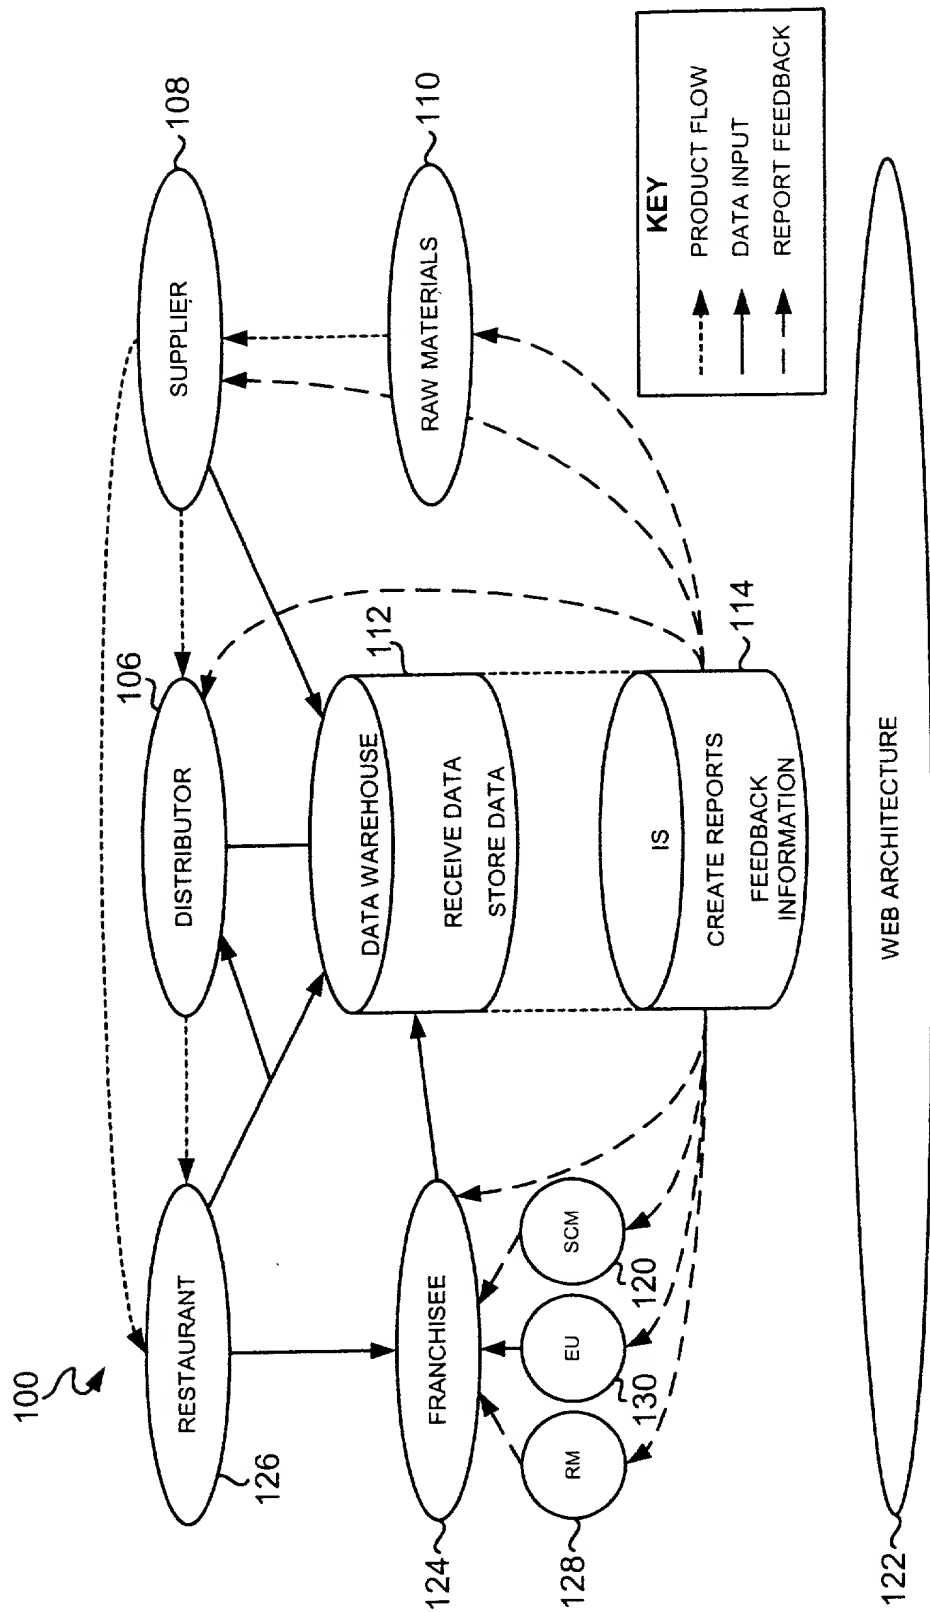 100
RESTAURANT
126
DISTRIBUTOR
106
SUPPLIER
108
FRANCHISEE
124
DATA WAREHOUSE
RECEIVE DATA
STORE DATA
112
RAW MATERIALS
110
RM
128
EU
130
SCM
120
IS
CREATE REPORTS
FEEDBACK
INFORMATION
114
KEY
PRODUCT FLOW
DATA INPUT
REPORT FEEDBACK
WEB ARCHITECTURE
122